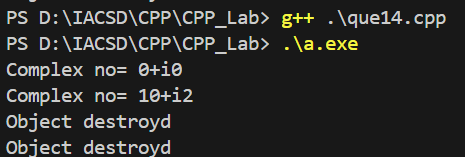 PS D:\IACSD\CPP\CPP_Lab> g++ .\que14.cpp
PS D:\IACSD\CPP\CPP_Lab> .\a.exe
Complex no= 0+i0
Complex no= 10+i2
Object destroyd
Object destroyd